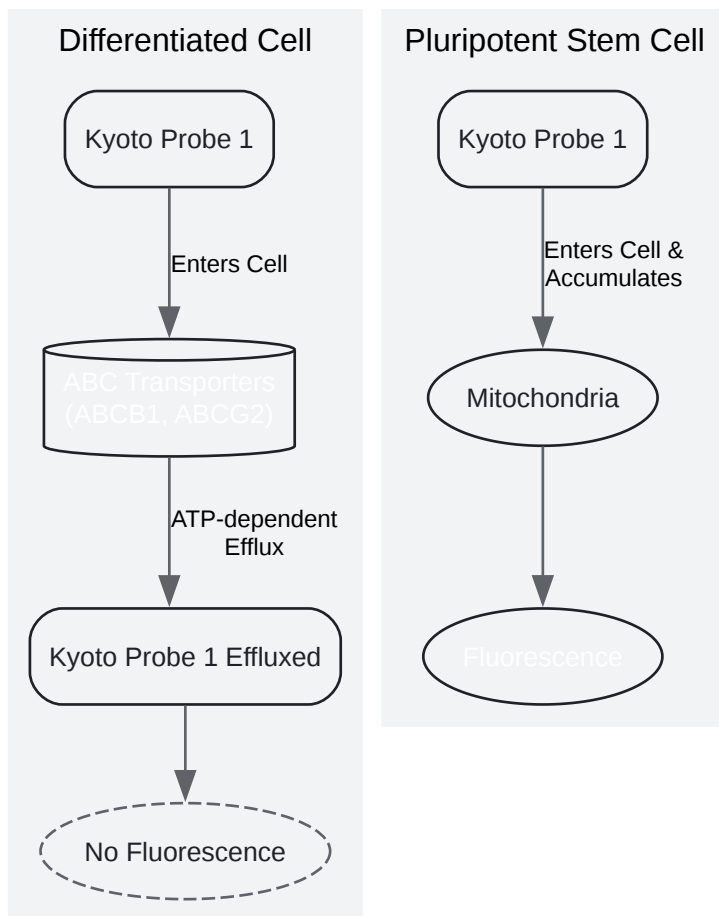 Differentiated Cell
Kyoto Probe 1
Enters Cell
ABC Transporters
(ABCB1, ABCG2)
ATP-dependent
Efflux
Kyoto Probe 1 Effluxed
No Fluorescence
Pluripotent Stem Cell
Kyoto Probe 1
Enters Cell &
Accumulates
Mitochondria
Fluorescence